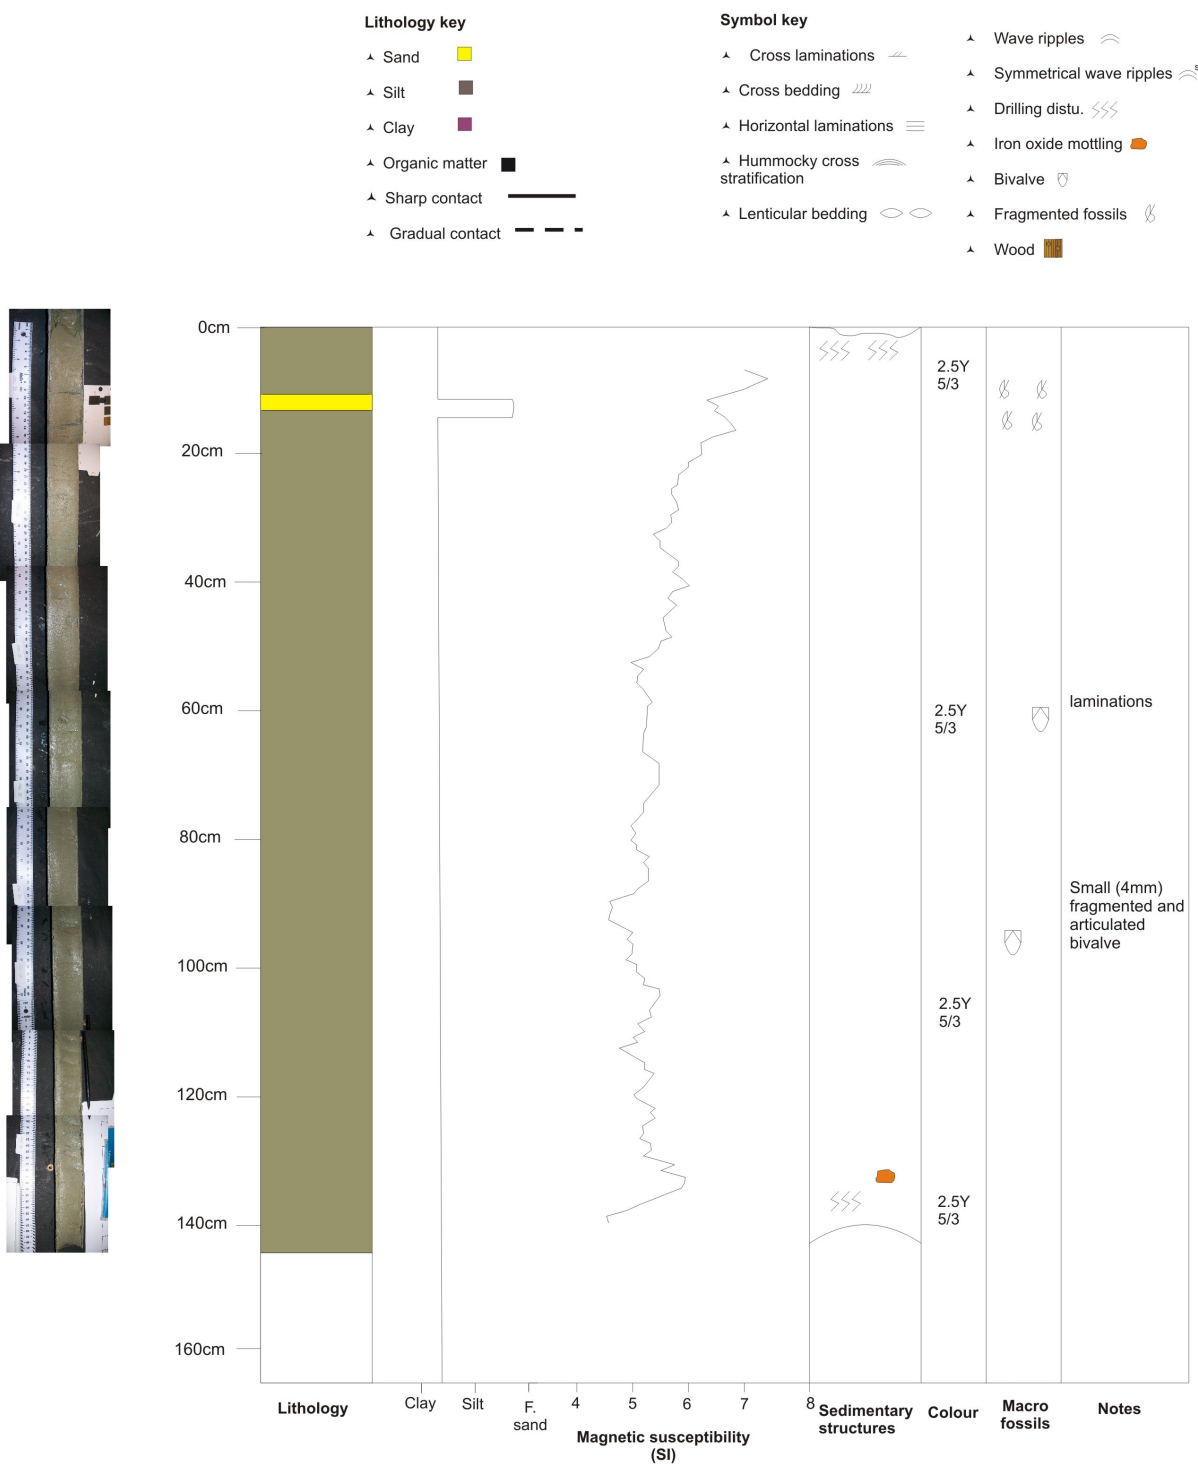 Lithology key
Sand
Silt
Clay
Organic matter
Sharp contact
Gradual contact
Symbol key
Cross laminations
Cross bedding
Horizontal laminations
Hummocky cross
stratification
Lenticular bedding
Wave ripples
Symmetrical wave ripples s
Drilling distu.
Iron oxide mottling
Bivalve
Fragmented fossils
Wood
0cm
20cm
40cm
60cm
80cm
100cm
120cm
140cm
160cm
2.5Y
5/3
2.5Y
5/3
2.5Y
5/3
2.5Y
5/3
laminations
Small (4mm)
fragmented and
articulated
bivalve
Lithology
Clay
Silt
F.
sand
4 5 6 7 8
Magnetic susceptibility
(SI)
Sedimentary
structures
Colour
Macro
fossils
Notes